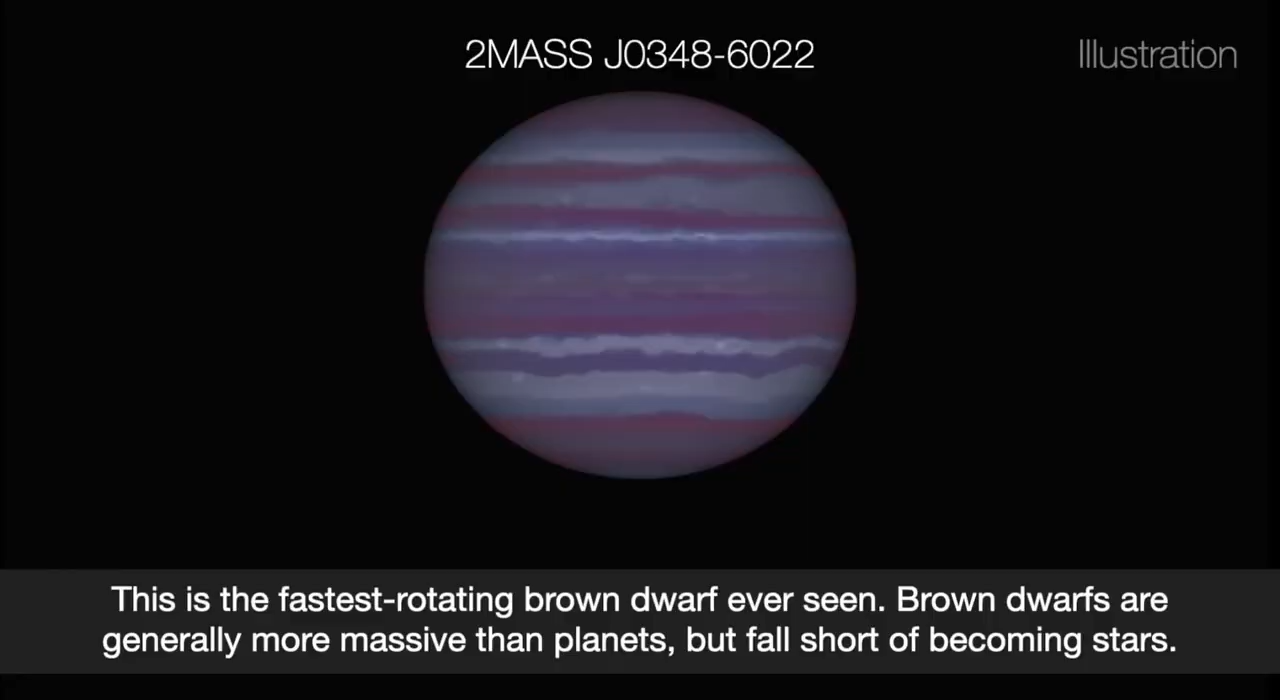 2MASS J0348-6022
Illustration
This is the fastest-rotating brown dwarf ever seen. Brown dwarfs are
generally more massive than planets, but fall short of becoming stars.